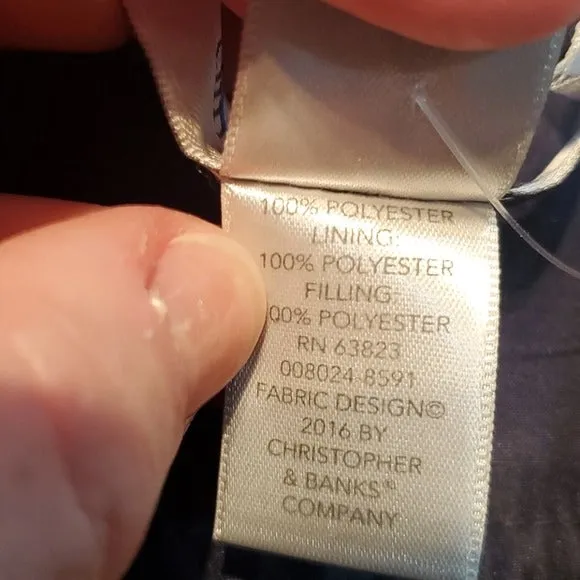 100% POLYESTER
LINING:
100% POLYESTER
FILLING:
00% POLYESTER
RN 63823
008024 8591
FABRIC DESIGN©
2016 BY
CHRISTOPHER
& BANKS®
COMPANY